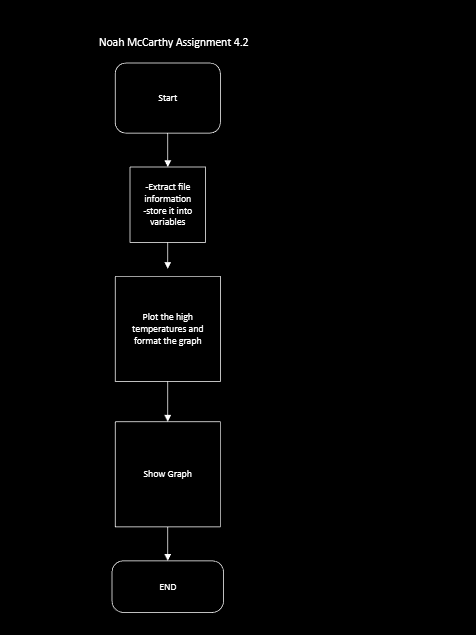 Noah McCarthy Assignment 4.2
Start
-Extract file
information
-store it into
variables
Plot the high
temperatures and
format the graph
Show Graph
END